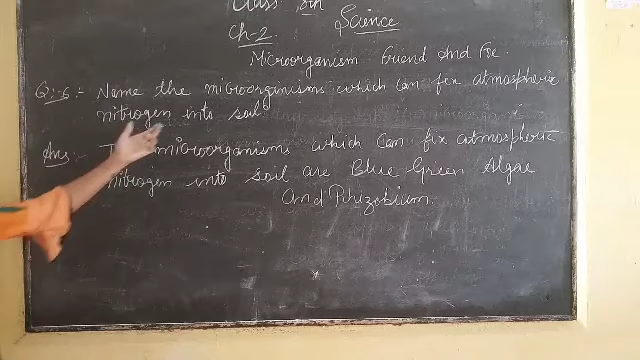 Class 8th
Science
Ch-2
Microorganism Friend And Foe.
Q:-6:- Name the microorganisms which can fix atmospheric
nitrogen into soil.
Ans:- microorganisms which Can fix atmospheric
nitrogen into soil are Blue Green Algae
And Rhizobium.